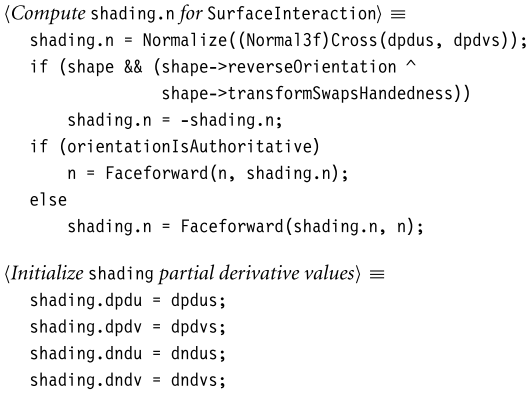 ⟨Compute shading.n for SurfaceInteraction⟩ ≡
shading.n = Normalize((Normal3f)Cross(dpdus, dpdvs));
if (shape && (shape->reverseOrientation ^
shape->transformSwapsHandedness))
shading.n = -shading.n;
if (orientationIsAuthoritative)
n = Faceforward(n, shading.n);
else
shading.n = Faceforward(shading.n, n);
⟨Initialize shading partial derivative values⟩ ≡
shading.dpdu = dpdus;
shading.dpdv = dpdvs;
shading.dndu = dndus;
shading.dndv = dndvs;